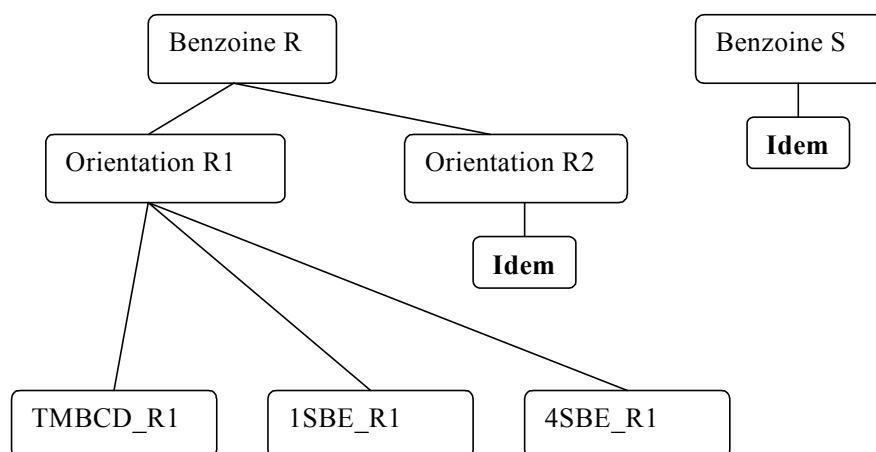 Benzoine R
Benzoine S
Orientation R1
Orientation R2
Idem
Idem
TMBCD_R1
1SBE_R1
4SBE_R1